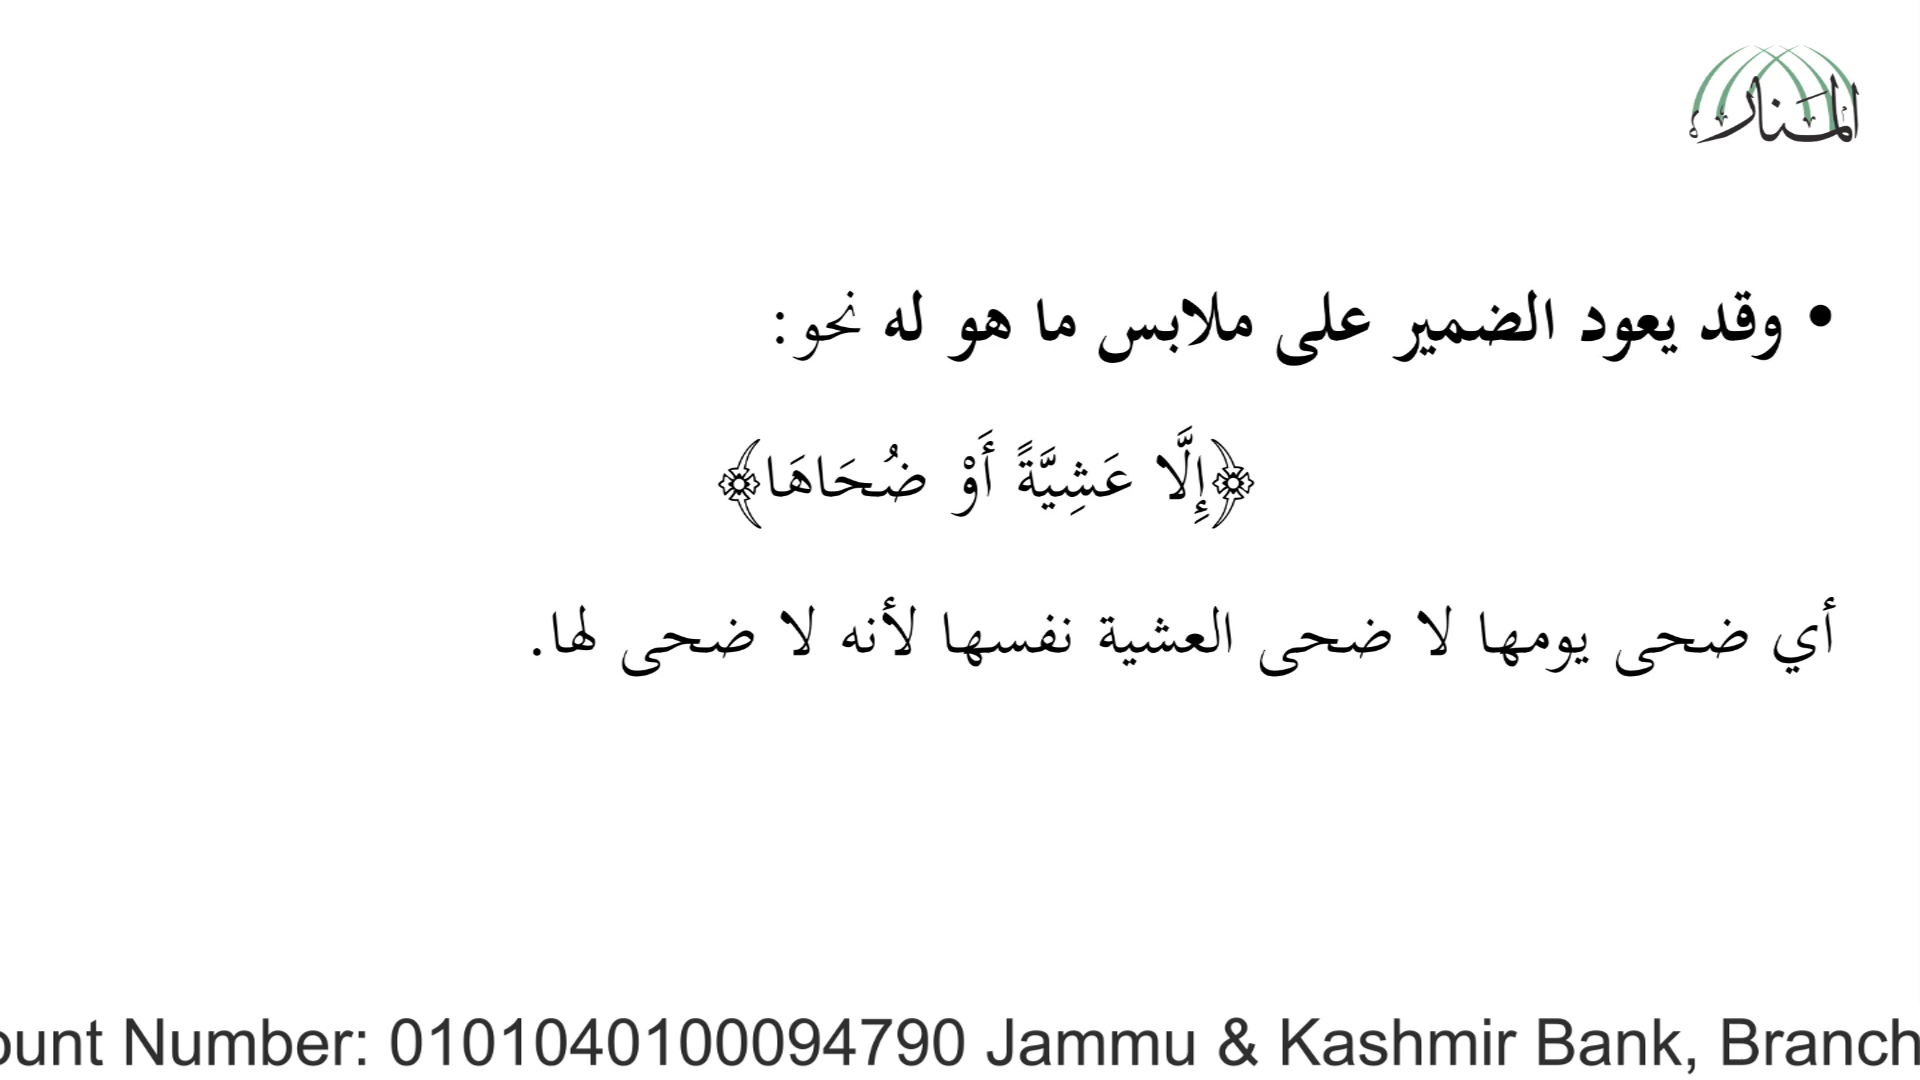 المنار
• وقد يعود الضمير على ملابس ما هو له نحو:
﴿إِلَّا عَشِيَّةً أَوْ ضُحَاهَا﴾
أي ضحى يومها لا ضحى العشية نفسها لأنه لا ضحى لها.
ount Number: 0101040100094790 Jammu & Kashmir Bank, Branch